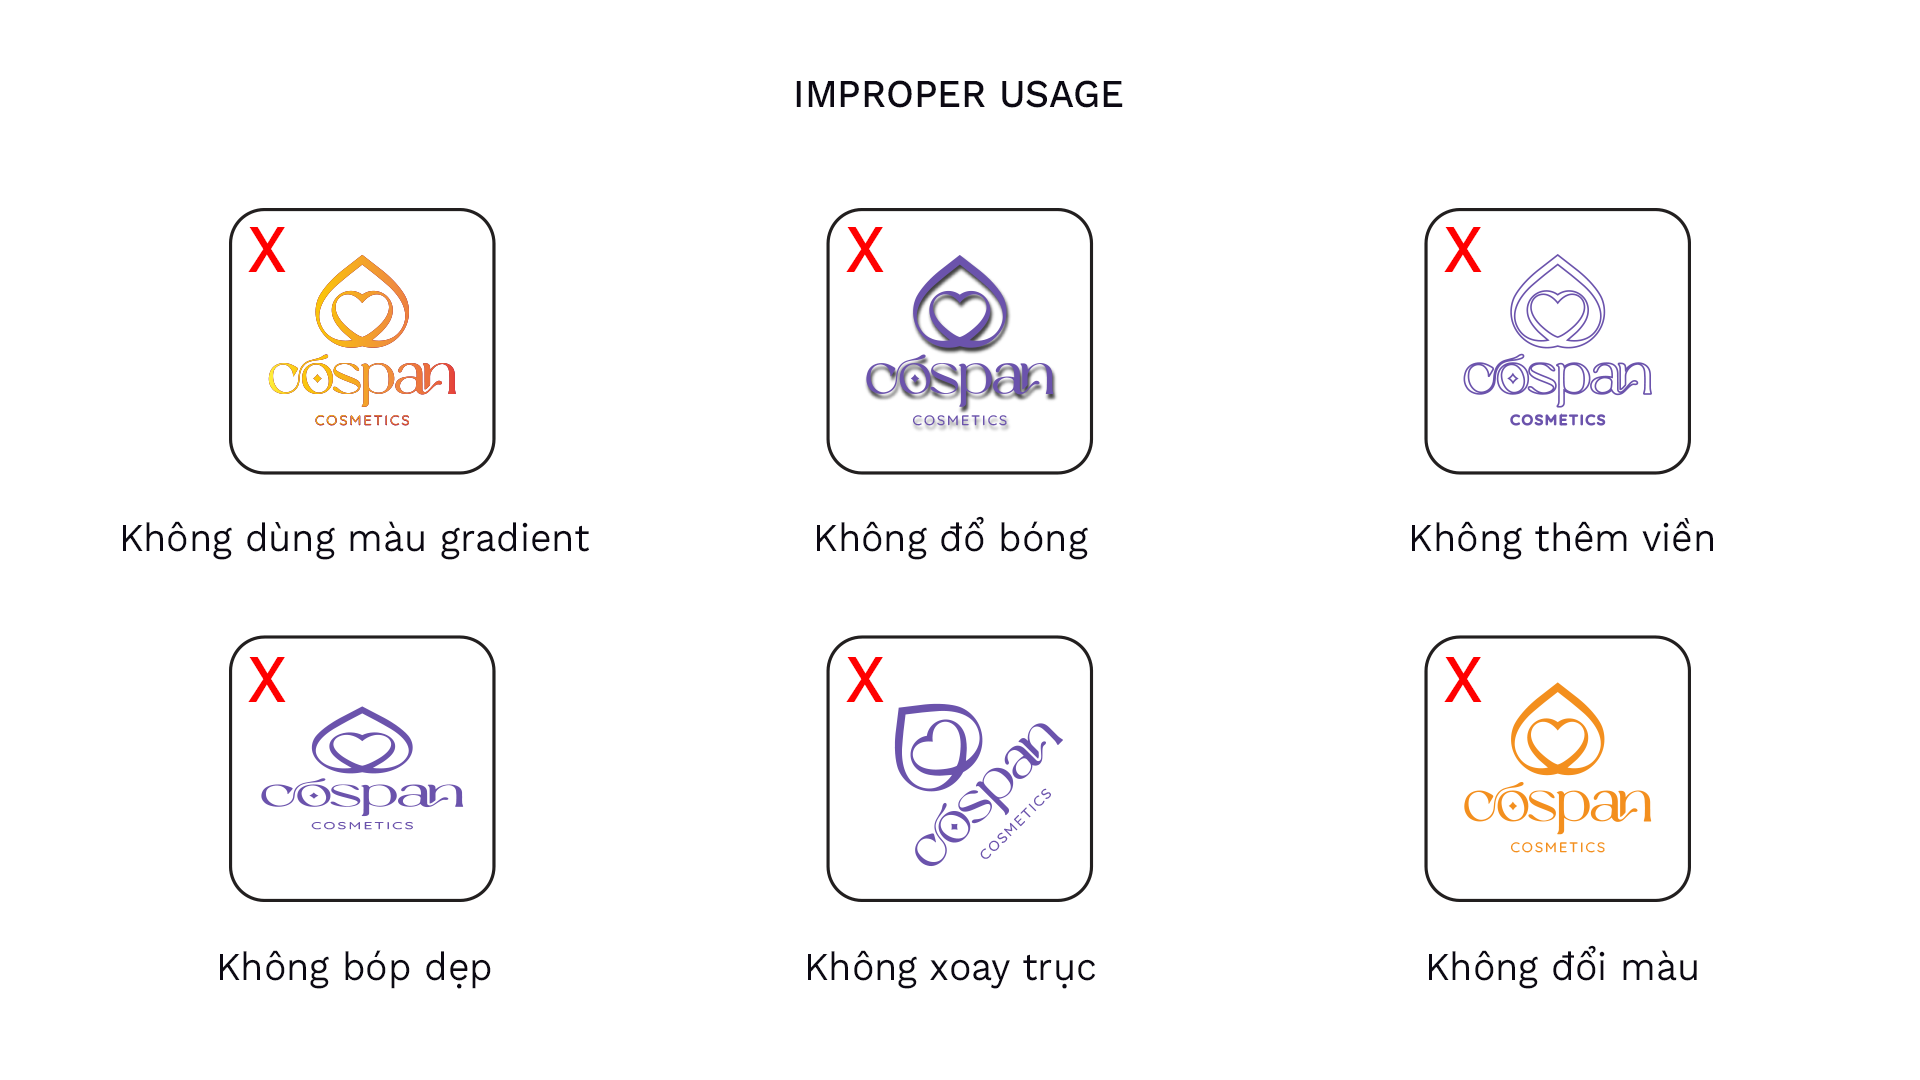 IMPROPER USAGE
X
cóspan
COSMETICS
X
cóspan
COSMETICS
X
cóspan
COSMETICS
Không dùng màu gradient
Không đổ bóng
Không thêm viền
X
cóspan
COSMETICS
X
cóspan
COSMETICS
X
cóspan
COSMETICS
Không bóp dẹp
Không xoay trục
Không đổi màu